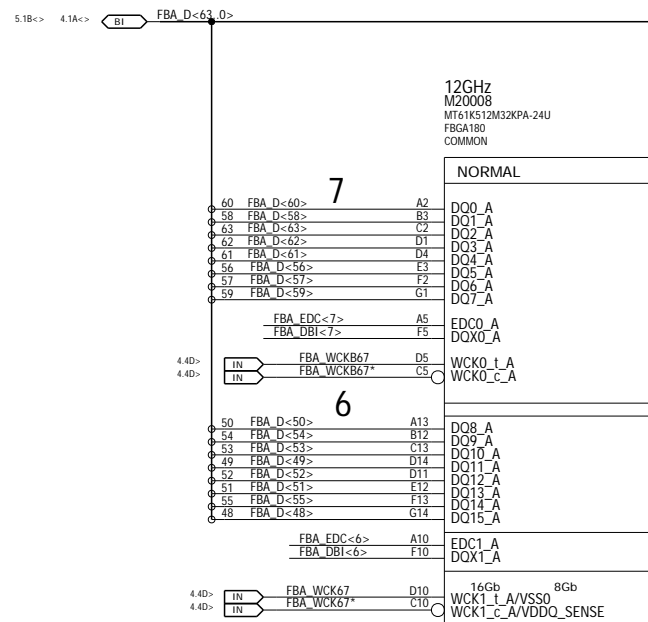 5.1B<> 4.1A<> BI FBA_D<63..0>
12GHz
M20008
MT61K512M32KPA-24U
FBGA180
COMMON
NORMAL
7
60 FBA_D<60> A2 DQ0_A
58 FBA_D<58> B3 DQ1_A
63 FBA_D<63> C2 DQ2_A
62 FBA_D<62> D1 DQ3_A
61 FBA_D<61> D4 DQ4_A
56 FBA_D<56> E3 DQ5_A
57 FBA_D<57> F2 DQ6_A
59 FBA_D<59> G1 DQ7_A
FBA_EDC<7> A5 EDC0_A
FBA_DBI<7> F5 DQX0_A
4.4D> IN FBA_WCKB67 D5 WCK0_t_A
4.4D> IN FBA_WCKB67* C5 WCK0_c_A
6
50 FBA_D<50> A13 DQ8_A
54 FBA_D<54> B12 DQ9_A
53 FBA_D<53> C13 DQ10_A
49 FBA_D<49> D14 DQ11_A
52 FBA_D<52> D11 DQ12_A
51 FBA_D<51> E12 DQ13_A
55 FBA_D<55> F13 DQ14_A
48 FBA_D<48> G14 DQ15_A
FBA_EDC<6> A10 EDC1_A
FBA_DBI<6> F10 DQX1_A
16Gb 8Gb
4.4D> IN FBA_WCK67 D10 WCK1_t_A/VSS0
4.4D> IN FBA_WCK67* C10 WCK1_c_A/VDDQ_SENSE